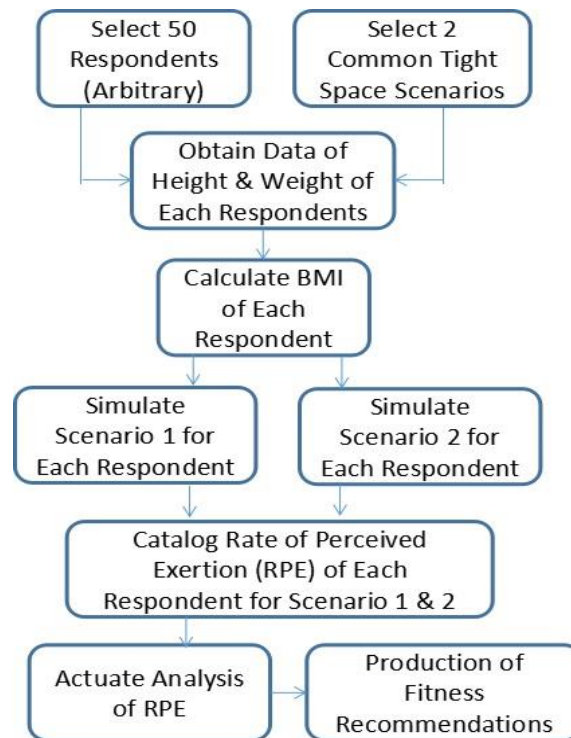 Select 50
Respondents
(Arbitrary)
Select 2
Common Tight
Space Scenarios
Obtain Data of
Height & Weight of
Each Respondents
Calculate BMI
of Each
Respondent
Simulate
Scenario 1 for
Each Respondent
Simulate
Scenario 2 for
Each Respondent
Catalog Rate of Perceived
Exertion (RPE) of Each
Respondent for Scenario 1 & 2
Actuate Analysis
of RPE
Production of
Fitness
Recommendations